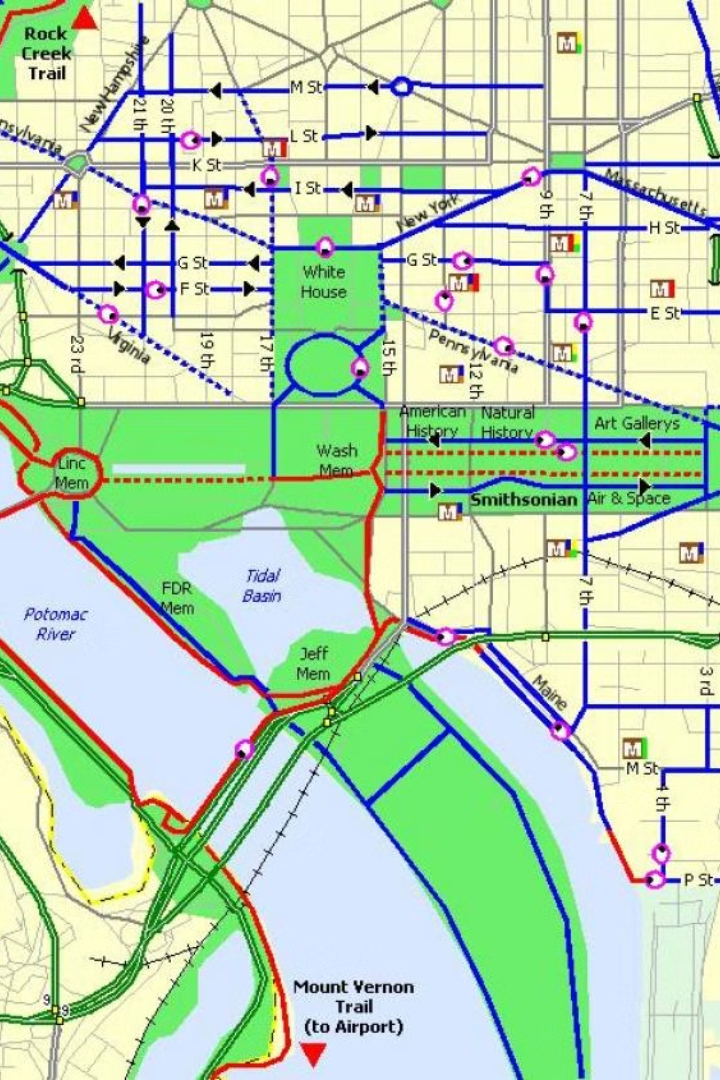 Rock
Creek
Trail
New Hampshire
21 th
20 th
M St
L St
nsylvania
K St
I St
New York
Massachusetts
9 th
7 th
H St
G St
G St
White
House
F St
E St
Virginia
23 rd
19 th
17 th
15 th
Pennsylvania
12 th
American
History
Natural
History
Art Gallerys
Linc
Mem
Wash
Mem
Smithsonian
Air & Space
FDR
Mem
Tidal
Basin
Potomac
River
7 th
Jeff
Mem
3 rd
Maine
M St
4 th
P St
Mount Vernon
Trail
(to Airport)
9
9
M
M
M
M
M
M
M
M
M
M
M
M
M
M